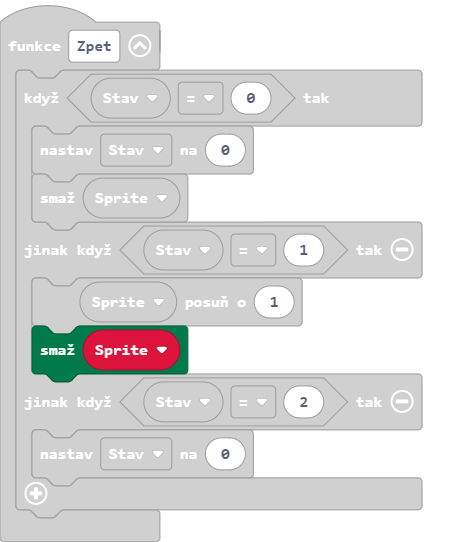 funkce Zpet
když Stav = 0 tak
nastav Stav na 0
smaž Sprite
jinak když Stav = 1 tak
Sprite posuň o 1
smaž Sprite
jinak když Stav = 2 tak
nastav Stav na 0